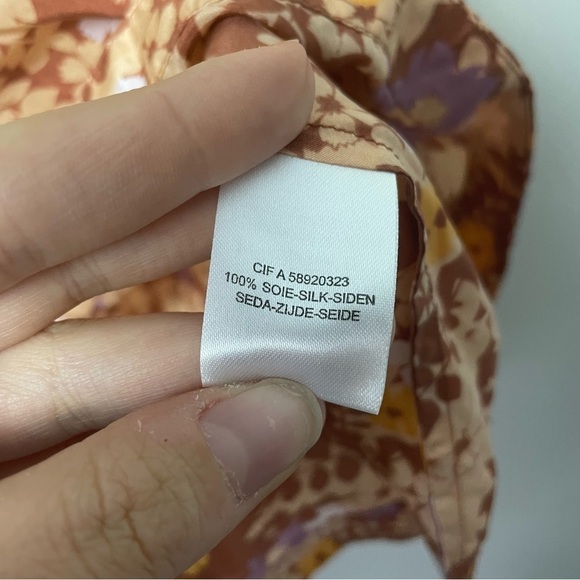 CIF A 58920323
100% SOIE-SILK-SIDEN
SEDA-ZIJDE-SEIDE